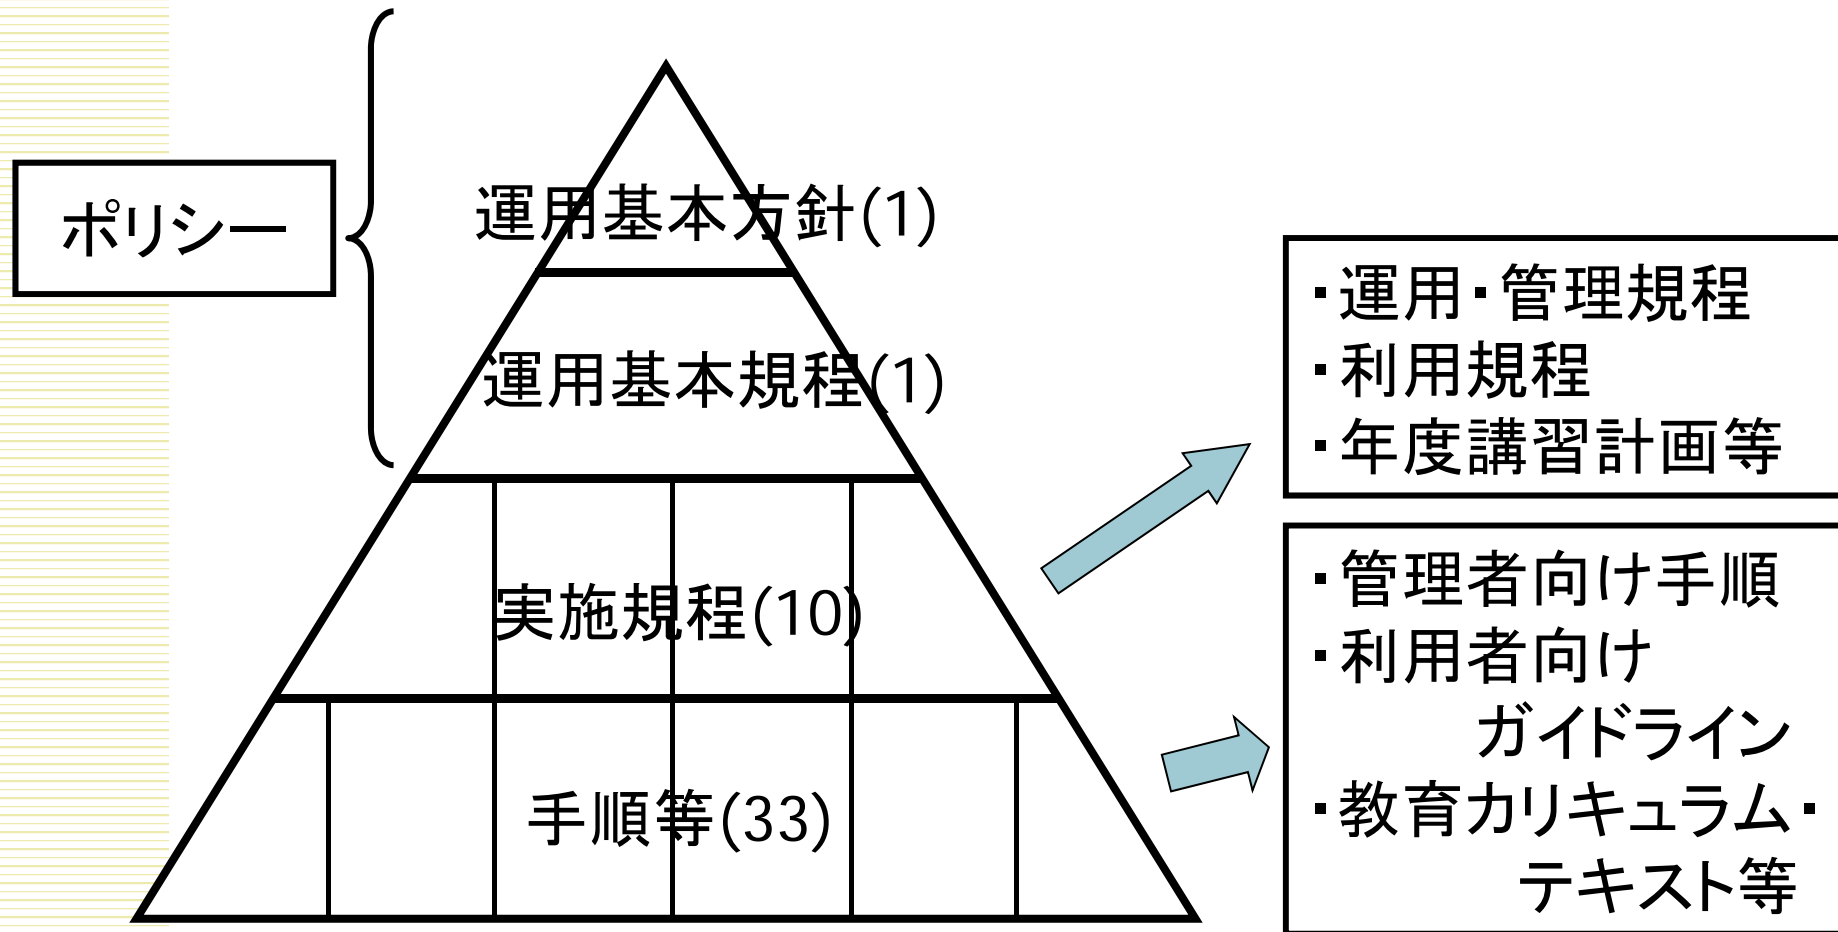 ポリシー
運用基本方針(1)
運用基本規程(1)
実施規程(10)
手順等(33)
・運用・管理規程
・利用規程
・年度講習計画等
・管理者向け手順
・利用者向け
ガイドライン
・教育カリキュラム・
テキスト等